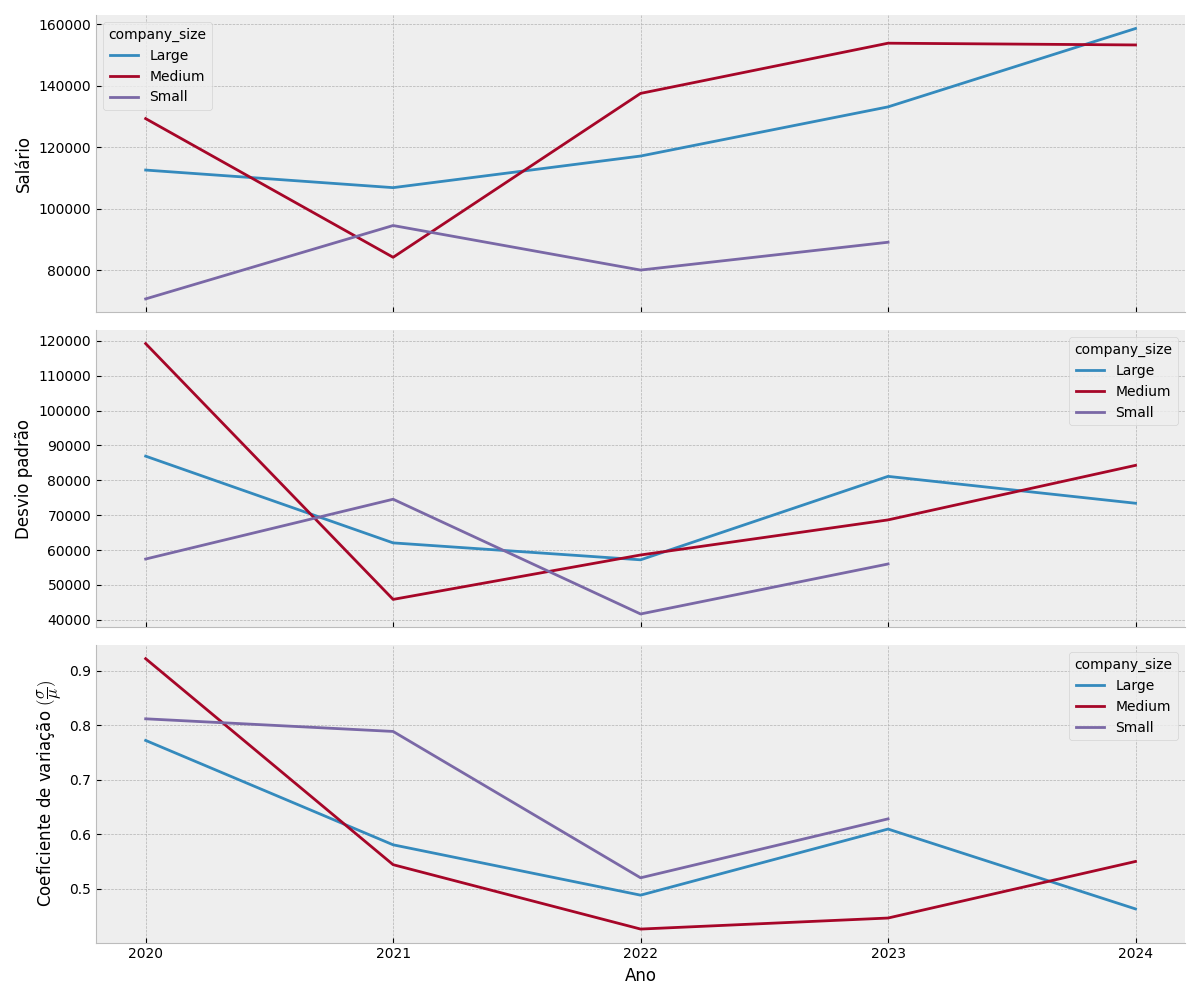 160000
140000
120000
100000
80000
Salário
company_size
Large
Medium
Small
120000
110000
100000
90000
80000
70000
60000
50000
40000
Desvio padrão
company_size
Large
Medium
Small
0.9
0.8
0.7
0.6
0.5
Coeficiente de variação (σ/μ)
company_size
Large
Medium
Small
2020
2021
2022
2023
2024
Ano